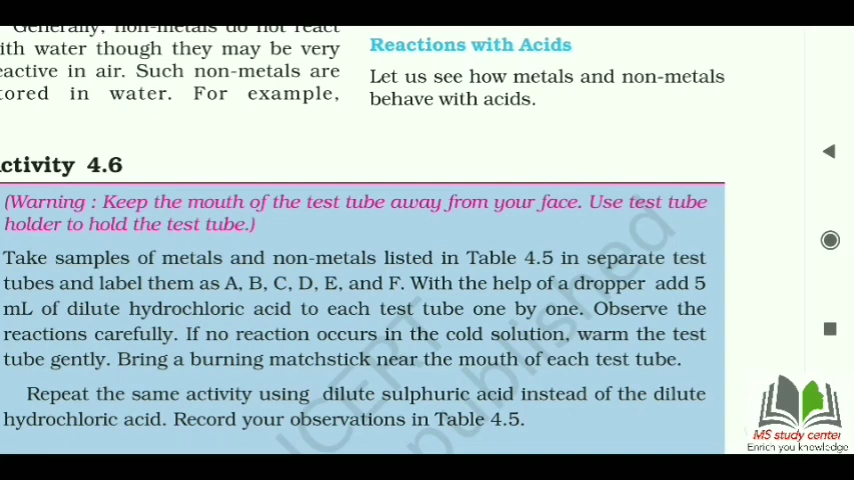 Generally, non-metals do not react
ith water though they may be very
eactive in air. Such non-metals are
tored in water. For example,
Reactions with Acids
Let us see how metals and non-metals
behave with acids.
ctivity 4.6
(Warning : Keep the mouth of the test tube away from your face. Use test tube
holder to hold the test tube.)
Take samples of metals and non-metals listed in Table 4.5 in separate test
tubes and label them as A, B, C, D, E, and F. With the help of a dropper add 5
mL of dilute hydrochloric acid to each test tube one by one. Observe the
reactions carefully. If no reaction occurs in the cold solution, warm the test
tube gently. Bring a burning matchstick near the mouth of each test tube.
Repeat the same activity using dilute sulphuric acid instead of the dilute
hydrochloric acid. Record your observations in Table 4.5.
NCERT
published
MS study center
Enrich you knowledge